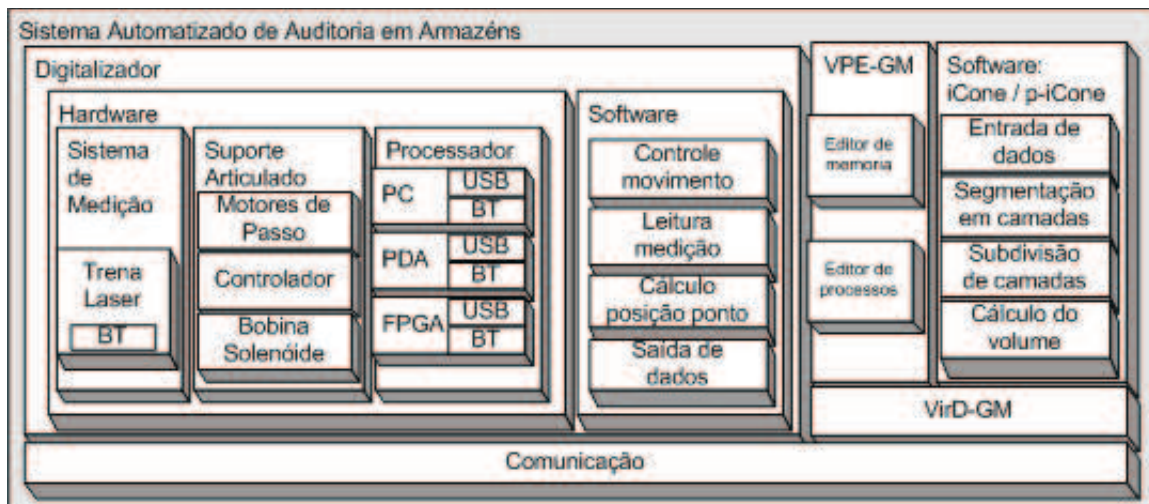 Sistema Automatizado de Auditoria em Armazéns
Digitalizador
Hardware
Sistema
de
Medição
Trena
Laser
BT
Suporte
Articulado
Motores de
Passo
Controlador
Bobina
Solenóide
Processador
PC
USB
BT
PDA
USB
BT
FPGA
USB
BT
Software
Controle
movimento
Leitura
medição
Cálculo
posição ponto
Saída de
dados
VPE-GM
Editor de
memoria
Editor de
processos
Software:
iCone / p-iCone
Entrada de
dados
Segmentação
em camadas
Subdivisão
de camadas
Cálculo do
volume
VirD-GM
Comunicação